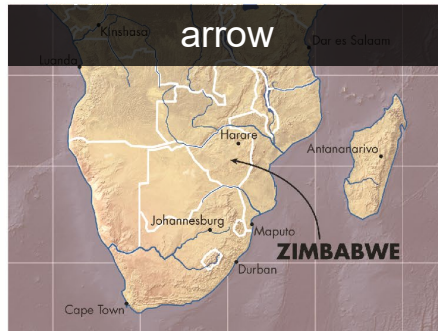 arrow
Kinshasa
Dar es Salaam
Luanda
Harare
Antananarivo
Johannesburg
Maputo
ZIMBABWE
Durban
Cape Town